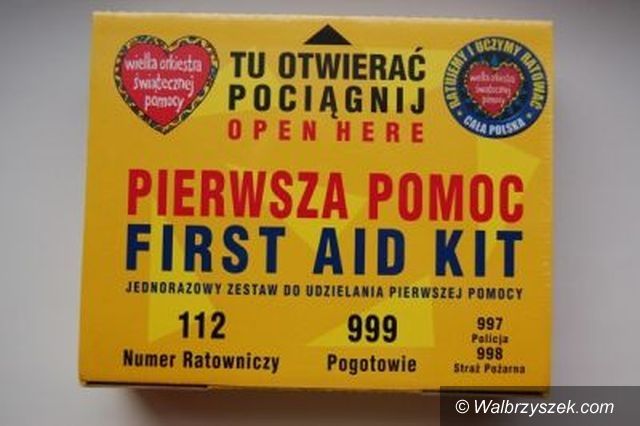 wielka orkiestra
świątecznej
pomocy
TU OTWIERAĆ
POCIĄGNIJ
OPEN HERE
RATUJEMY I UCZYMY RATOWAĆ
wielka orkiestra
świątecznej
pomocy
CAŁA POLSKA
PIERWSZA POMOC
FIRST AID KIT
JEDNORAZOWY ZESTAW DO UDZIELANIA PIERWSZEJ POMOCY
112
Numer Ratowniczy
999
Pogotowie
997
Policja
998
Straż Pożarna
© Walbrzyszek.com